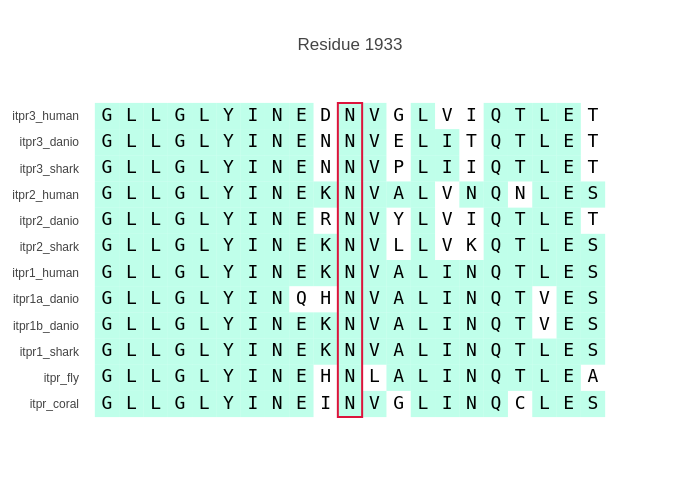 Residue 1933
itpr3_human G L L G L Y I N E D N V G L V I Q T L E T
itpr3_danio G L L G L Y I N E N N V E L I T Q T L E T
itpr3_shark G L L G L Y I N E N N V P L I I Q T L E T
itpr2_human G L L G L Y I N E K N V A L V N Q N L E S
itpr2_danio G L L G L Y I N E R N V Y L V I Q T L E T
itpr2_shark G L L G L Y I N E K N V L L V K Q T L E S
itpr1_human G L L G L Y I N E K N V A L I N Q T L E S
itpr1a_danio G L L G L Y I N Q H N V A L I N Q T V E S
itpr1b_danio G L L G L Y I N E K N V A L I N Q T V E S
itpr1_shark G L L G L Y I N E K N V A L I N Q T L E S
itpr_fly G L L G L Y I N E H N L A L I N Q T L E A
itpr_coral G L L G L Y I N E I N V G L I N Q C L E S